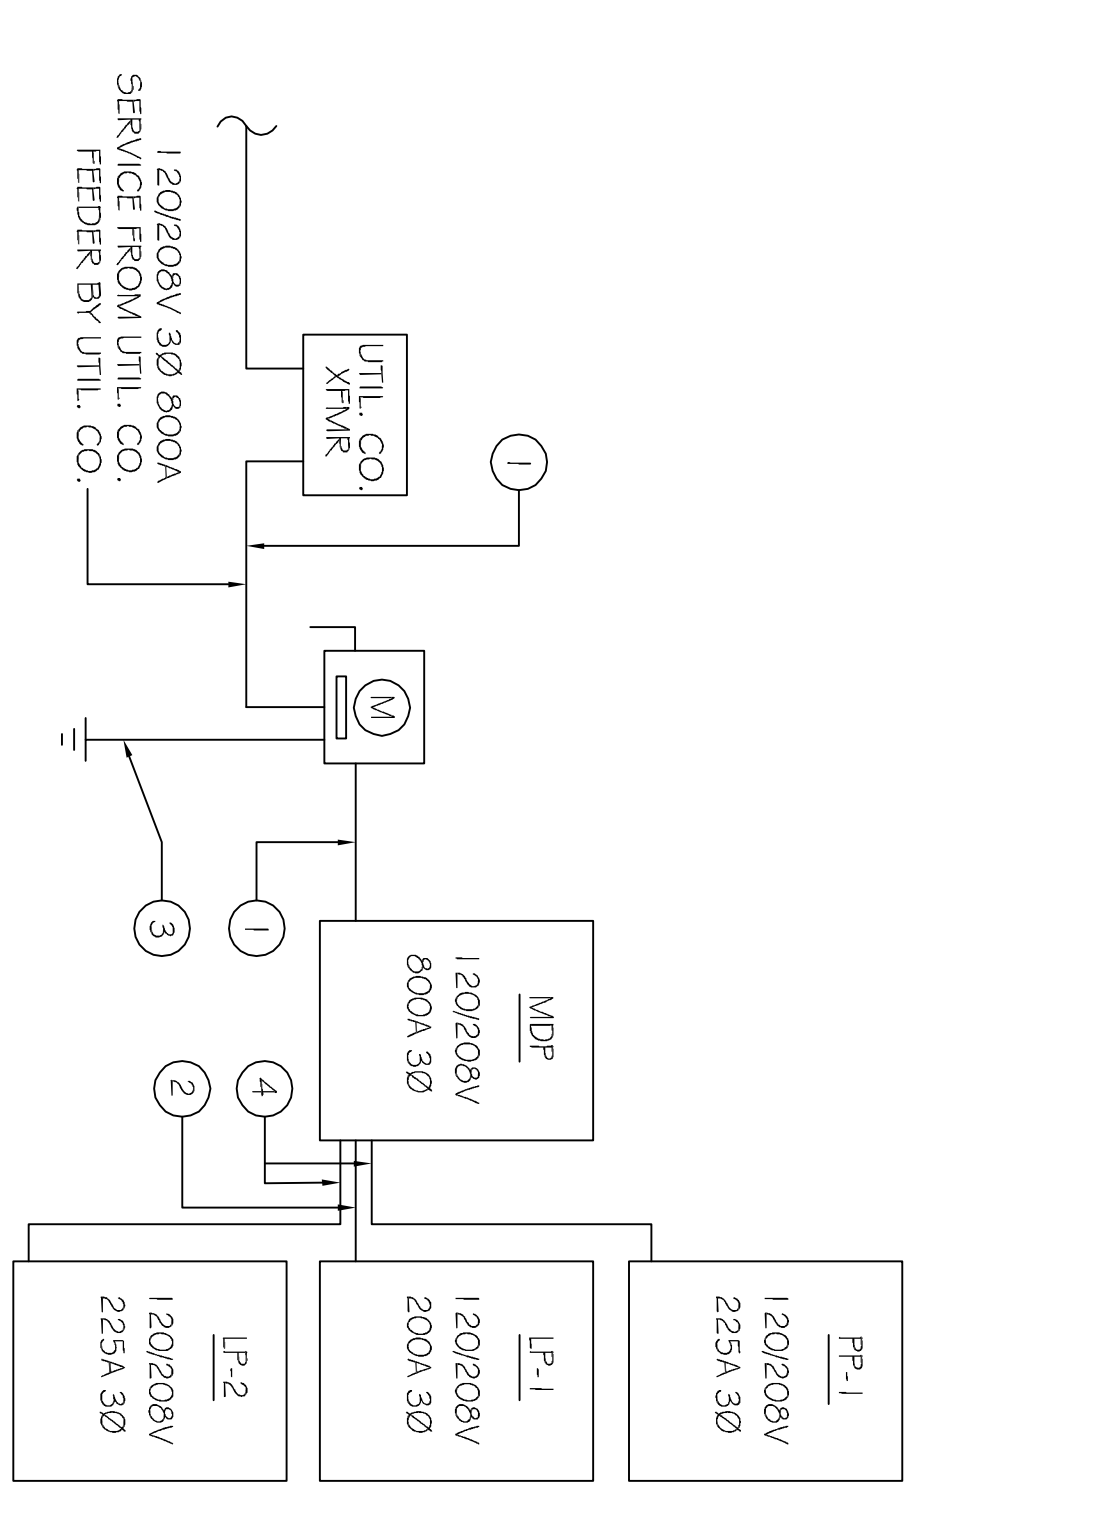 120/208V 3Ø 800A
SERVICE FROM UTIL. CO.
FEEDER BY UTIL. CO.
UTIL. CO.
XFMR
1
M
3
1
MDP
120/208V
800A 3Ø
4
2
PP-1
120/208V
225A 3Ø
LP-1
120/208V
200A 3Ø
LP-2
120/208V
225A 3Ø